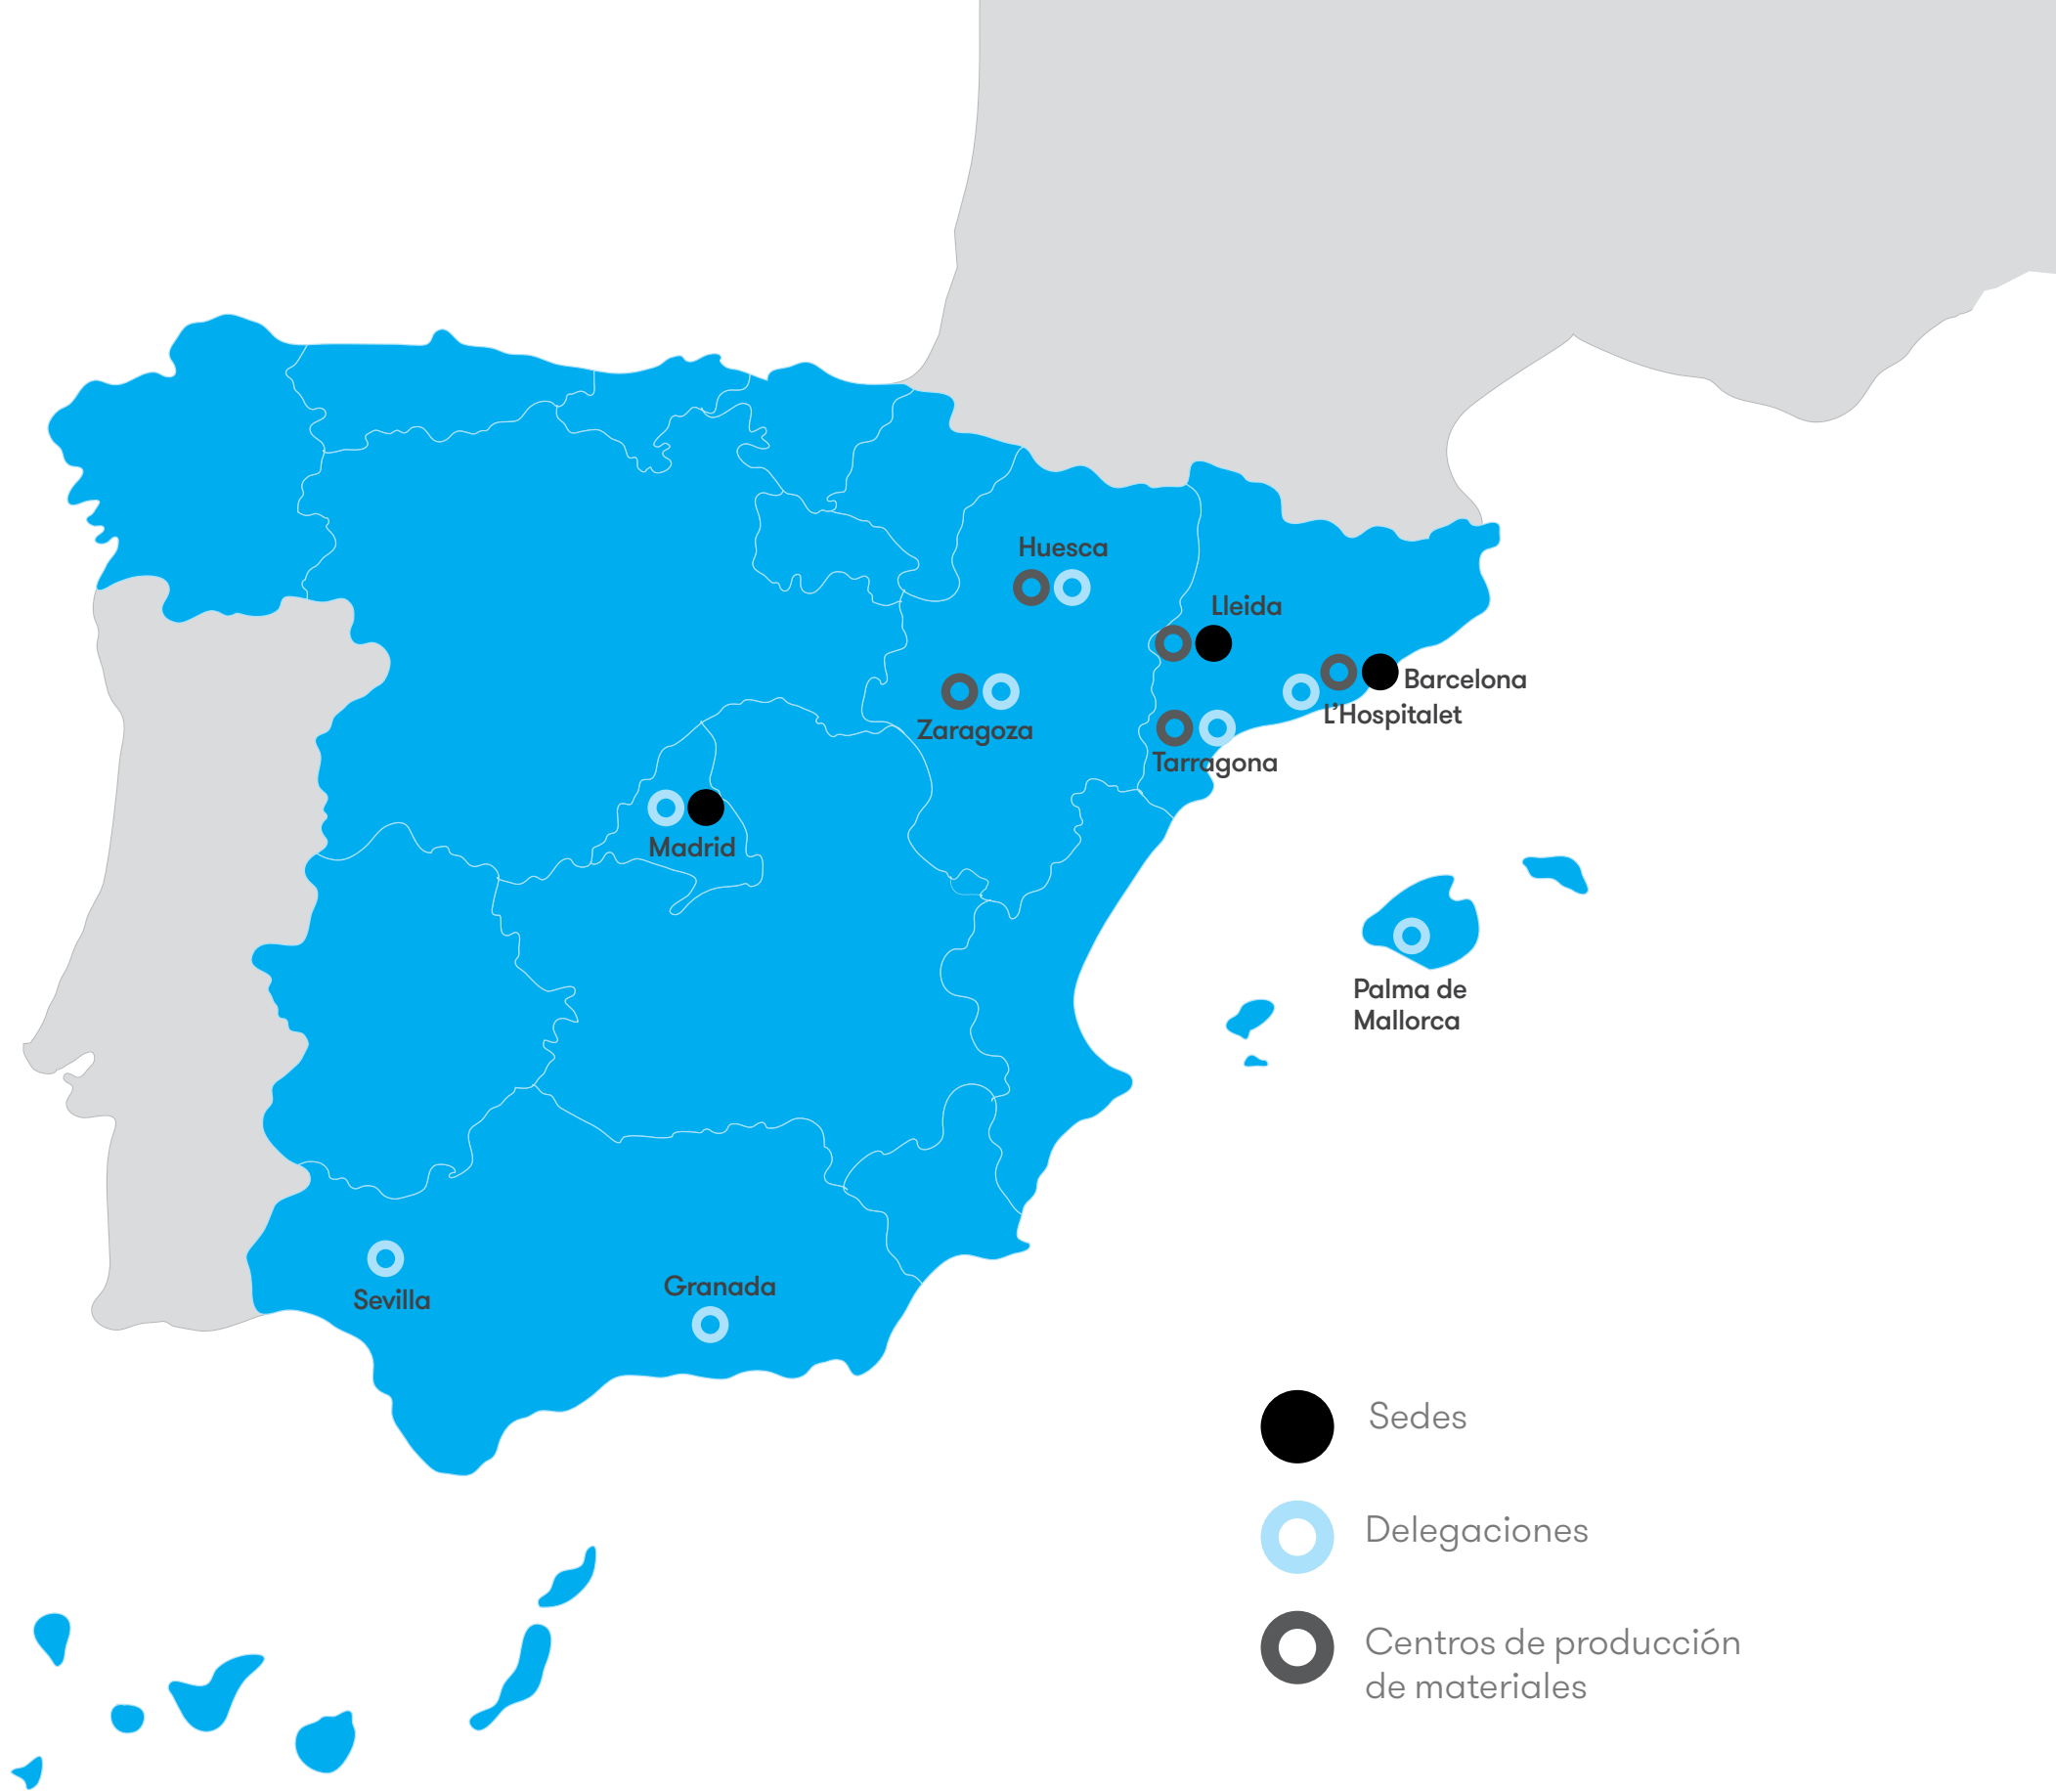 Huesca
Lleida
Barcelona
L’Hospitalet
Zaragoza
Tarragona
Madrid
Palma de
Mallorca
Sevilla
Granada
Sedes
Delegaciones
Centros de producción
de materiales